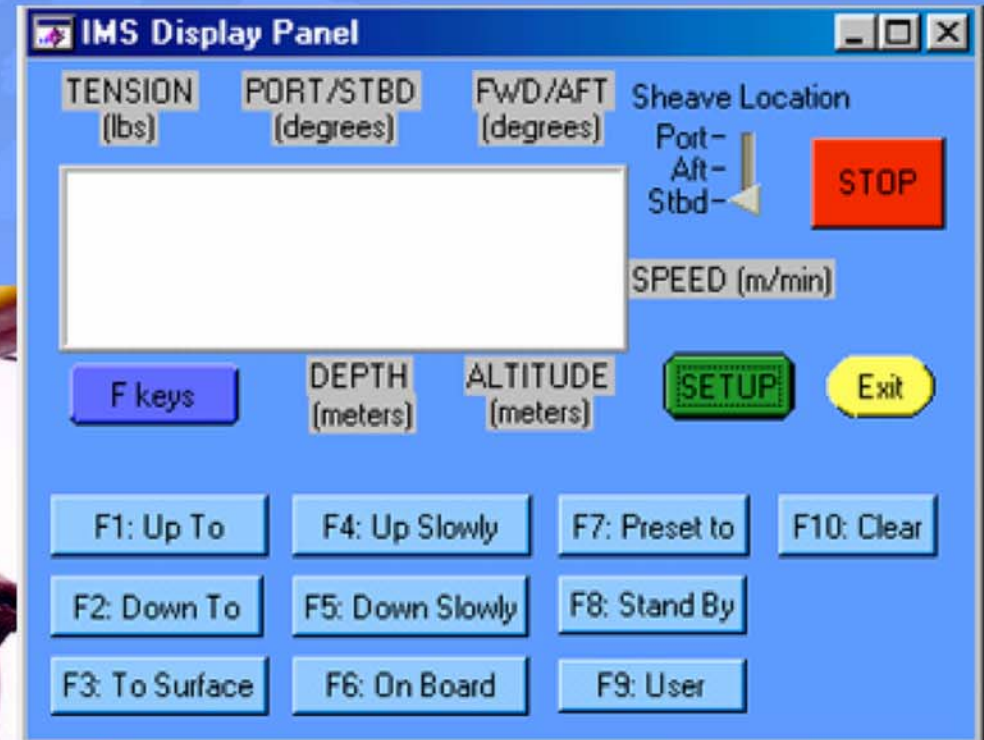 IMS Display Panel
TENSION
(lbs)
PORT/STBD
(degrees)
FWD/AFT
(degrees)
Sheave Location
Port
Aft
Stbd
STOP
SPEED (m/min)
F keys
DEPTH
(meters)
ALTITUDE
(meters)
SETUP
Exit
F1: Up To
F4: Up Slowly
F7: Preset to
F10: Clear
F2: Down To
F5: Down Slowly
F8: Stand By
F3: To Surface
F6: On Board
F9: User